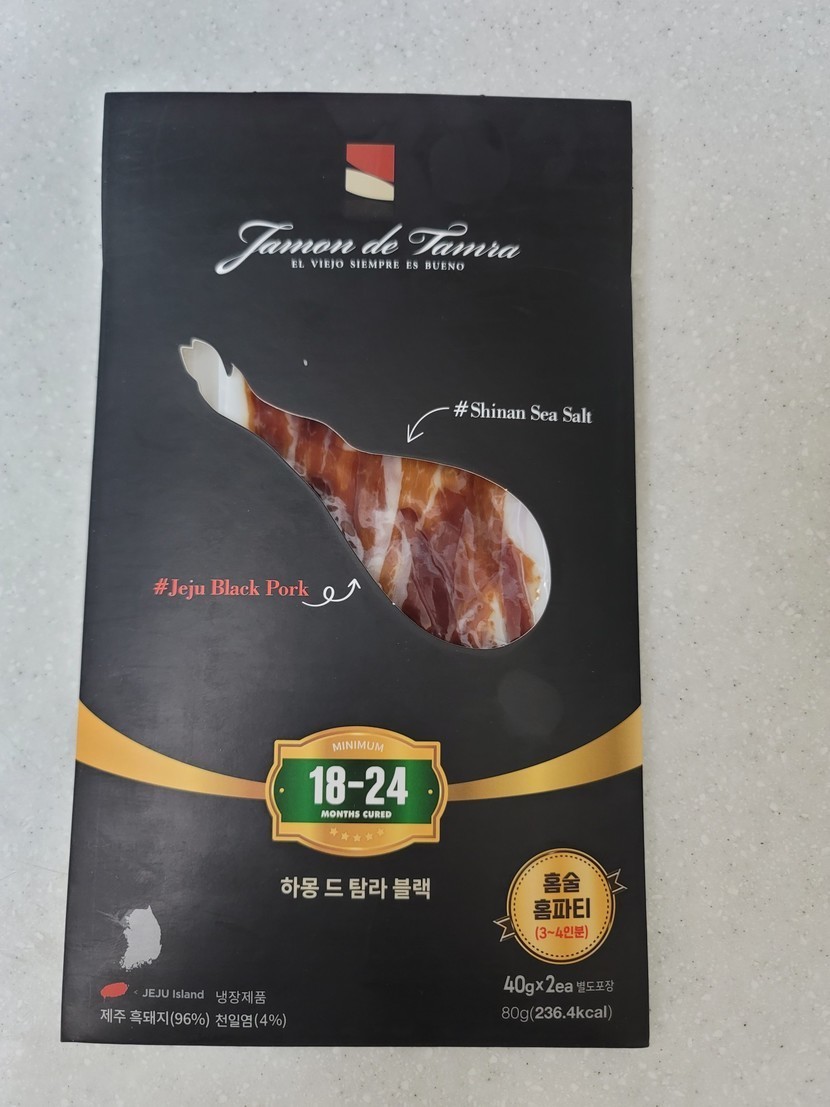 Jamon de Tamra
EL VIEJO SIEMPRE ES BUENO
#Shinan Sea Salt
#Jeju Black Pork
MINIMUM
18-24
MONTHS CURED
하몽 드 탐라 블랙
홈술
홈파티
(3~4인분)
< JEJU Island 냉장제품
제주 흑돼지(96%) 천일염(4%)
40g x 2ea 별도포장
80g(236.4kcal)